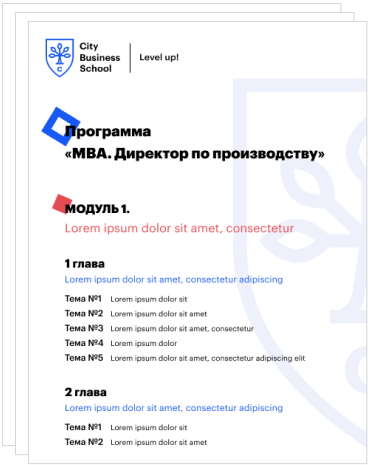 City
Business
School
Level up!
C
Программа
«MBA. Директор по производству»
МОДУЛЬ 1.
Lorem ipsum dolor sit amet, consectetur
1 глава
Lorem ipsum dolor sit amet, consectetur adipiscing
Тема №1 Lorem ipsum dolor sit
Тема №2 Lorem ipsum dolor sit amet
Тема №3 Lorem ipsum dolor sit amet, consectetur
Тема №4 Lorem ipsum dolor
Тема №5 Lorem ipsum dolor sit amet, consectetur adipiscing elit
2 глава
Lorem ipsum dolor sit amet, consectetur adipiscing
Тема №1 Lorem ipsum dolor sit
Тема №2 Lorem ipsum dolor sit amet